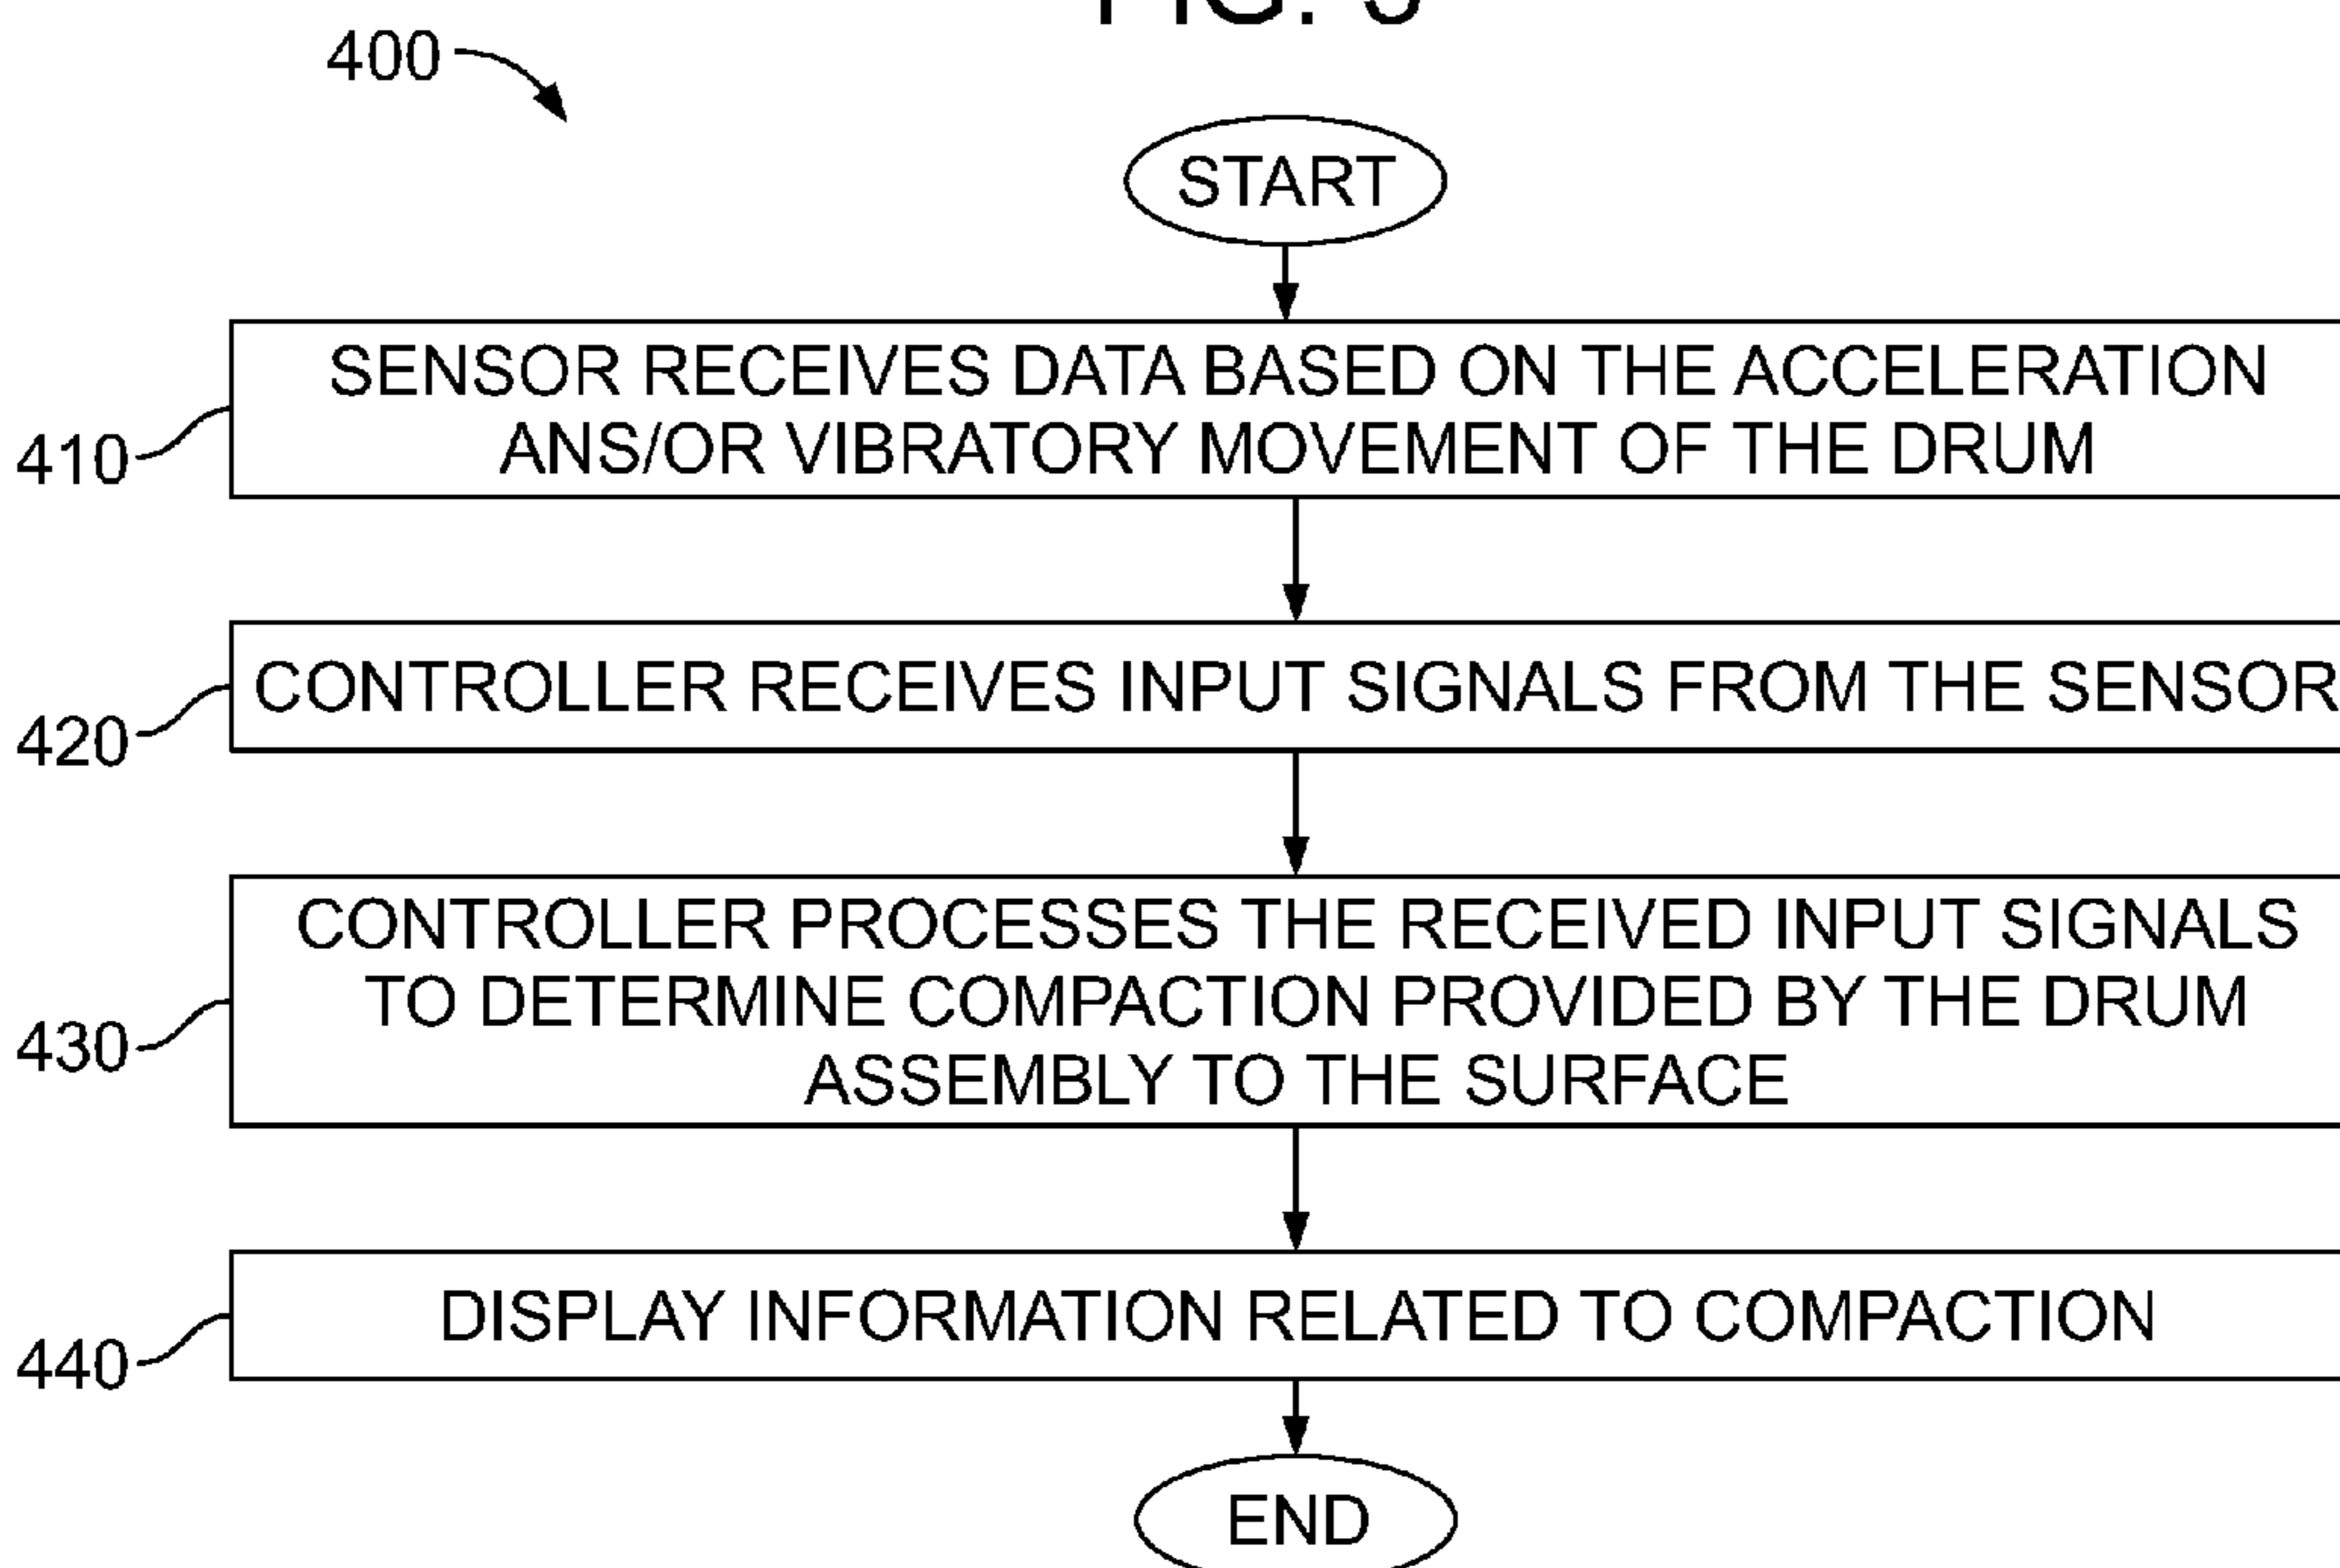 FIG.
400
START
SENSOR RECEIVES DATA BASED ON THE ACCELERATION
ANS/OR VIBRATORY MOVEMENT OF THE DRUM
410
CONTROLLER RECEIVES INPUT SIGNALS FROM THE SENSOR
420
CONTROLLER PROCESSES THE RECEIVED INPUT SIGNALS
TO DETERMINE COMPACTION PROVIDED BY THE DRUM
ASSEMBLY TO THE SURFACE
430
DISPLAY INFORMATION RELATED TO COMPACTION
440
END